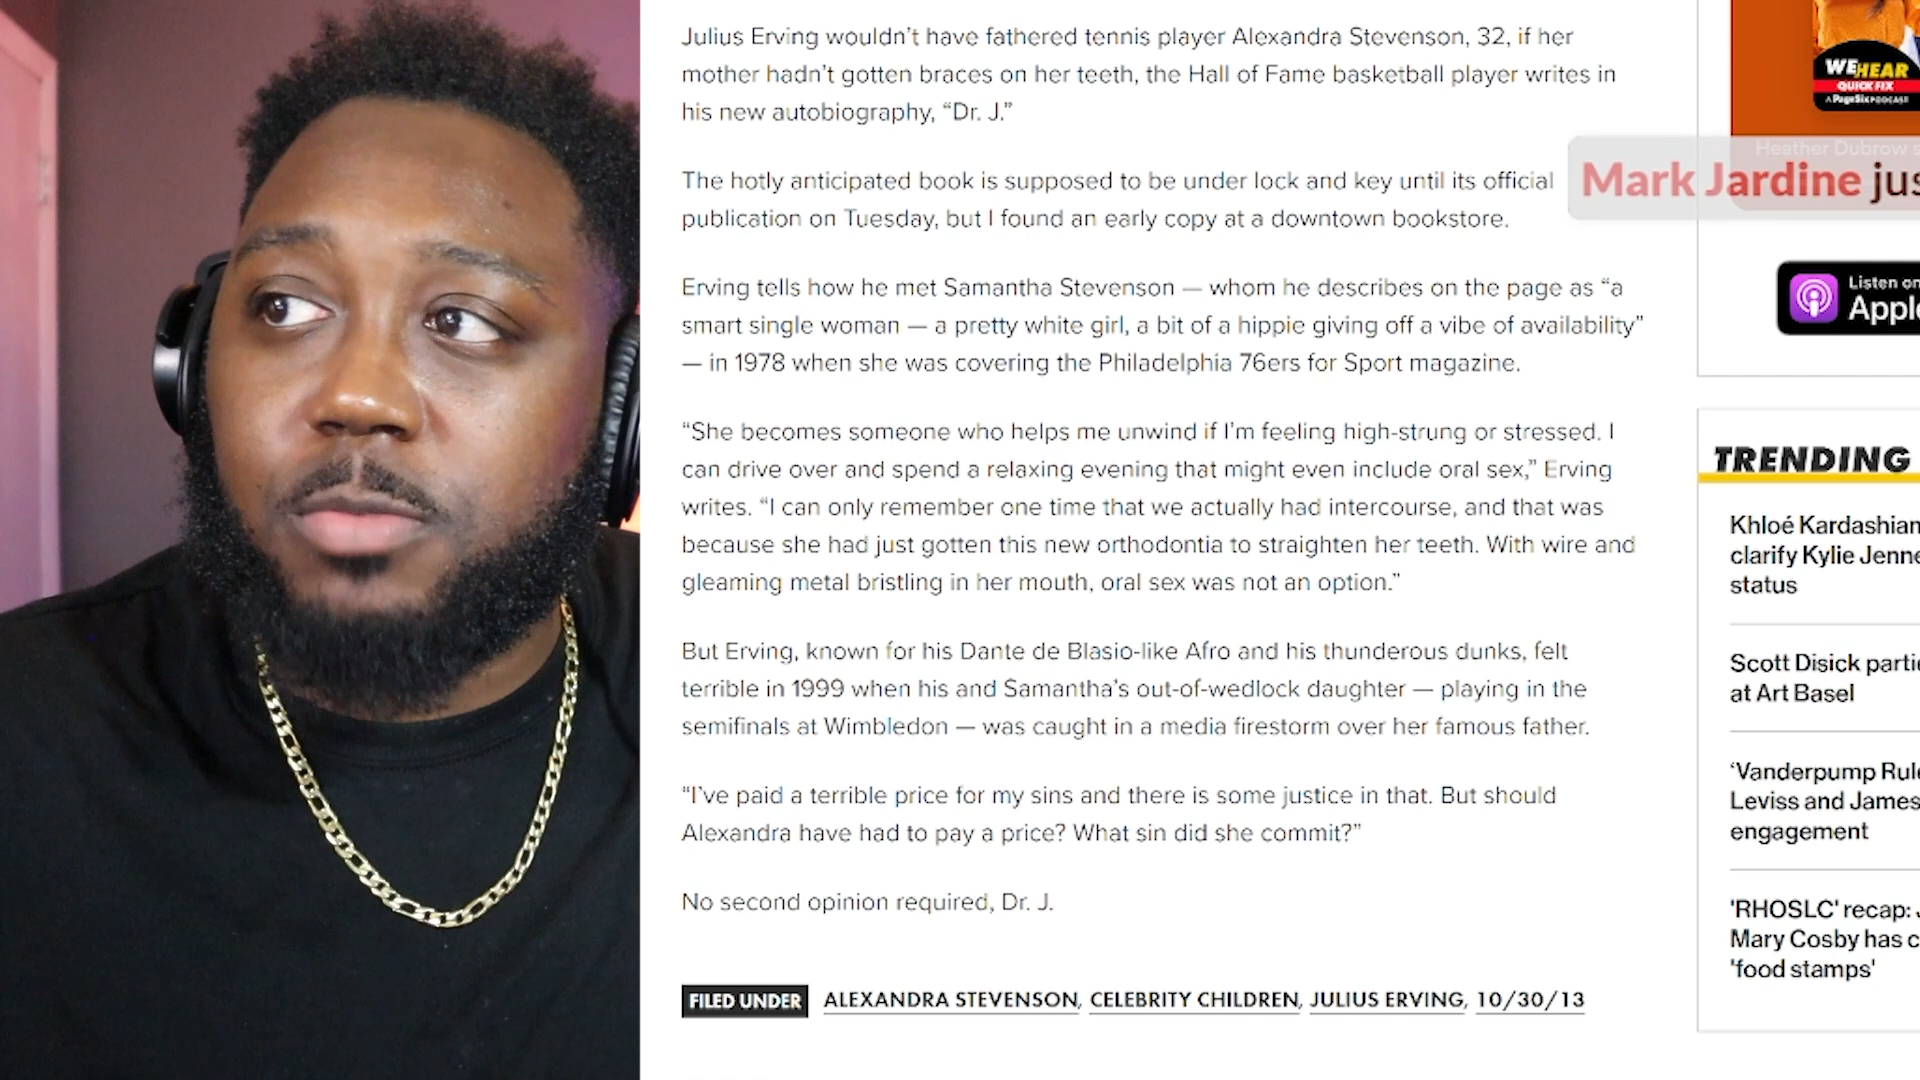 Julius Erving wouldn’t have fathered tennis player Alexandra Stevenson, 32, if her
mother hadn’t gotten braces on her teeth, the Hall of Fame basketball player writes in
his new autobiography, “Dr. J.”
The hotly anticipated book is supposed to be under lock and key until its official
publication on Tuesday, but I found an early copy at a downtown bookstore.
Erving tells how he met Samantha Stevenson — whom he describes on the page as “a
smart single woman — a pretty white girl, a bit of a hippie giving off a vibe of availability”
— in 1978 when she was covering the Philadelphia 76ers for Sport magazine.
“She becomes someone who helps me unwind if I’m feeling high-strung or stressed. I
can drive over and spend a relaxing evening that might even include oral sex,” Erving
writes. “I can only remember one time that we actually had intercourse, and that was
because she had just gotten this new orthodontia to straighten her teeth. With wire and
gleaming metal bristling in her mouth, oral sex was not an option.”
But Erving, known for his Dante de Blasio-like Afro and his thunderous dunks, felt
terrible in 1999 when his and Samantha’s out-of-wedlock daughter — playing in the
semifinals at Wimbledon — was caught in a media firestorm over her famous father.
“I’ve paid a terrible price for my sins and there is some justice in that. But should
Alexandra have had to pay a price? What sin did she commit?”
No second opinion required, Dr. J.
FILED UNDER ALEXANDRA STEVENSON, CELEBRITY CHILDREN, JULIUS ERVING, 10/30/13
WE HEAR
QUICK FIX
A PageSix PODCAST
Heather Dubrow s
Mark Jardine jus
Listen on
Apple
TRENDING
Khloé Kardashian
clarify Kylie Jenne
status
Scott Disick partie
at Art Basel
‘Vanderpump Rule
Leviss and James
engagement
'RHOSLC' recap: J
Mary Cosby has c
'food stamps'